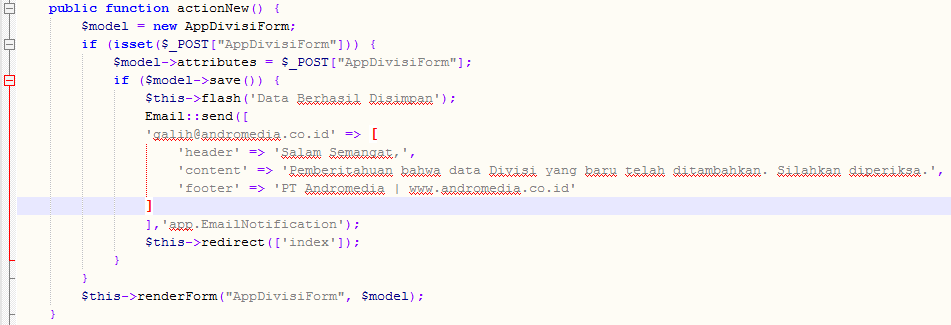 public function actionNew() {
$model = new AppDivisiForm;
if (isset($_POST["AppDivisiForm"])) {
$model->attributes = $_POST["AppDivisiForm"];
if ($model->save()) {
$this->flash('Data Berhasil Disimpan');
Email::send([
'galih@andromedia.co.id' => [
'header' => 'Salam Semangat,',
'content' => 'Pemberitahuan bahwa data Divisi yang baru telah ditambahkan. Silahkan diperiksa.',
'footer' => 'PT Andromedia | www.andromedia.co.id'
]
],'app.EmailNotification');
$this->redirect(['index']);
}
}
$this->renderForm("AppDivisiForm", $model);
}